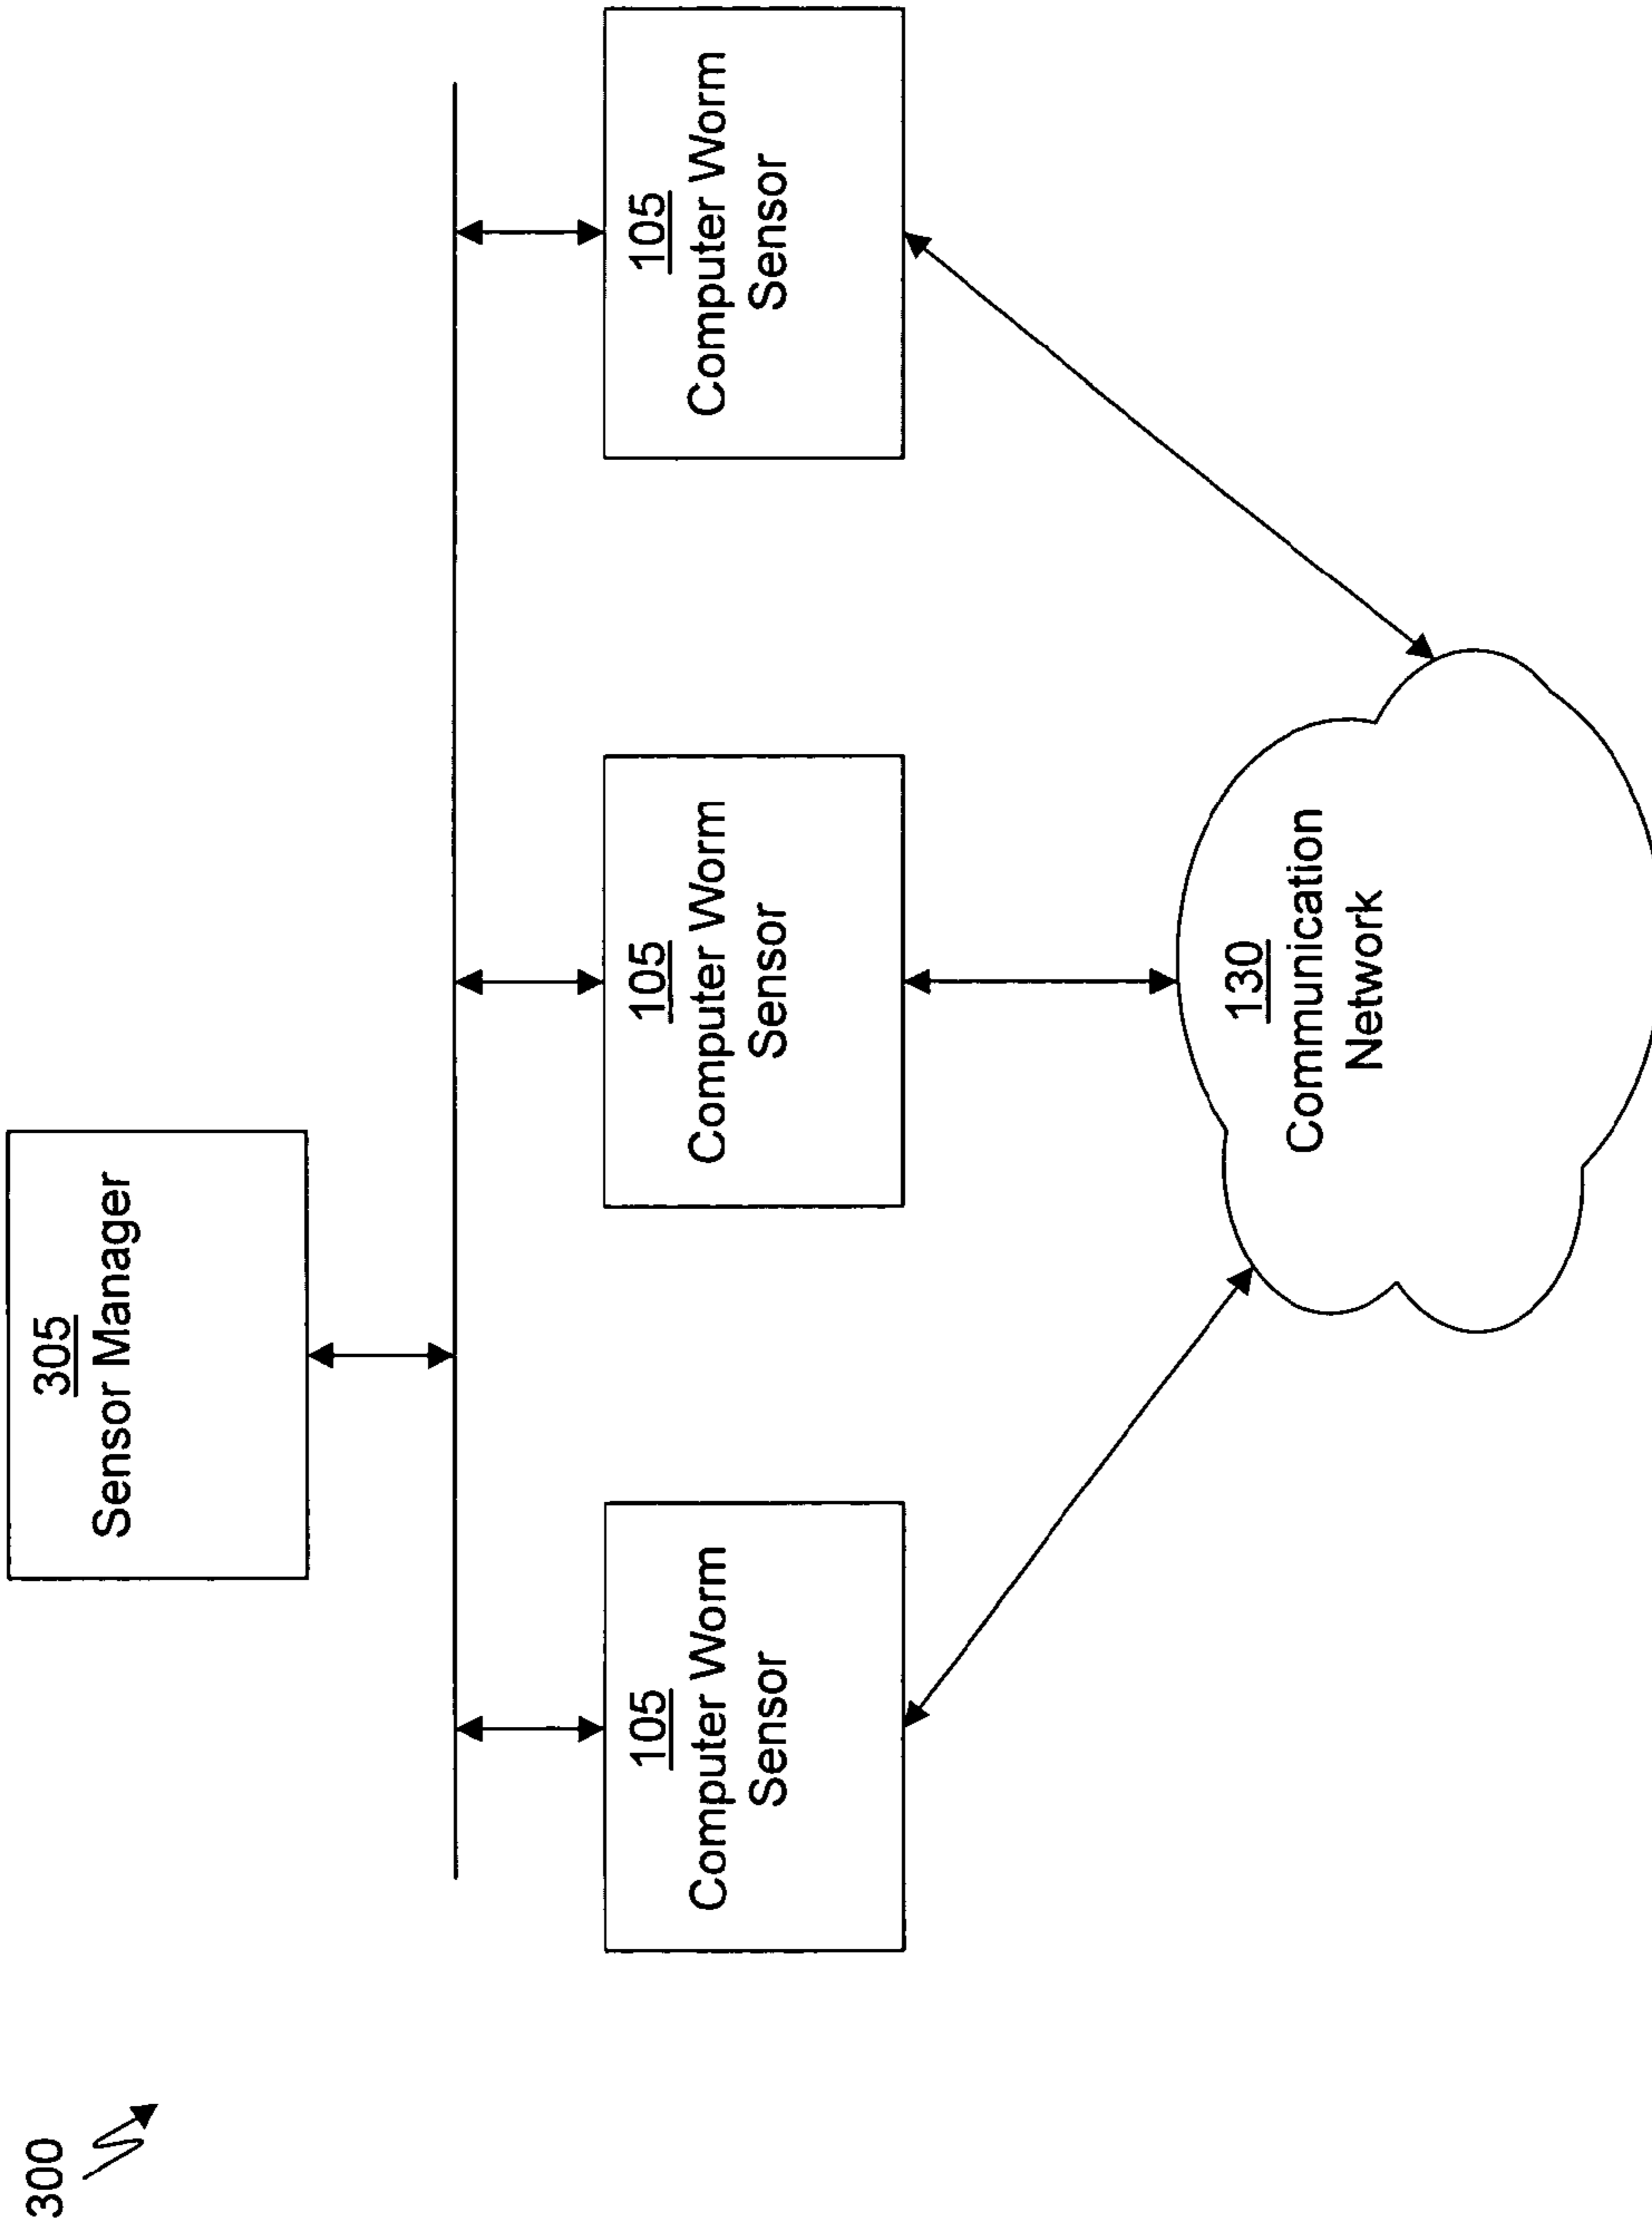 300
305
Sensor Manager
105
Computer Worm
Sensor
105
Computer Worm
Sensor
105
Computer Worm
Sensor
130
Communication
Network